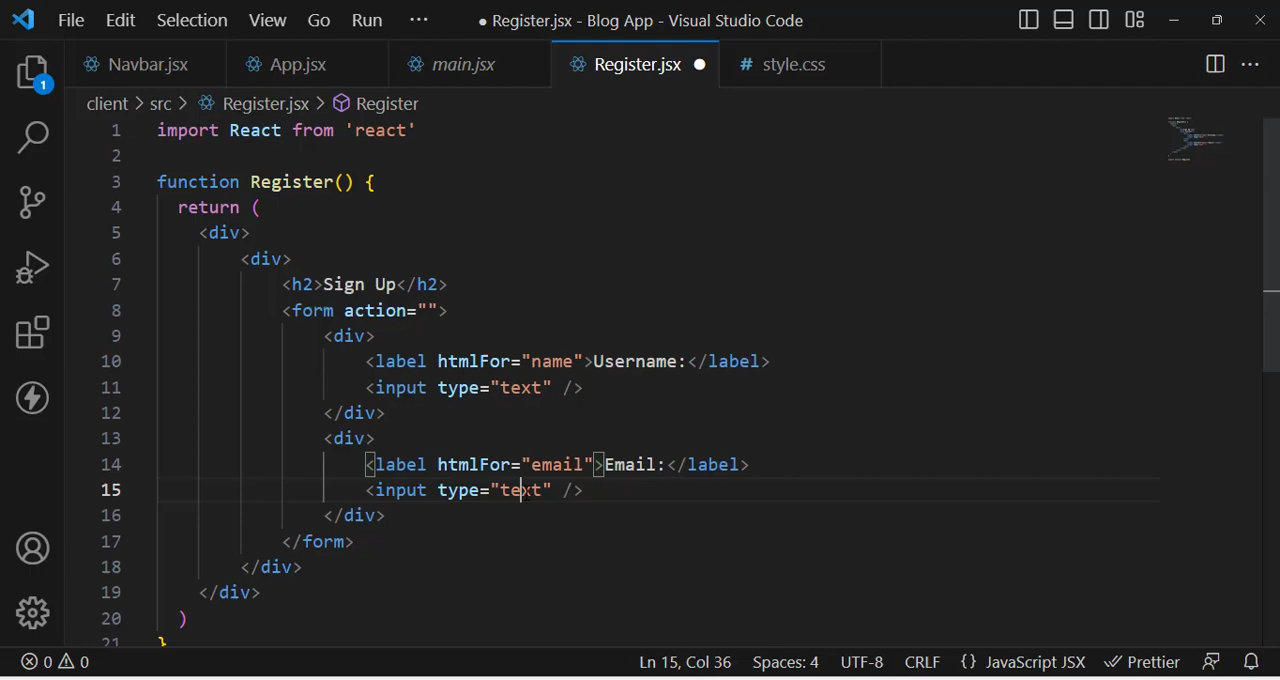 File Edit Selection View Go Run ··· ● Register.jsx - Blog App - Visual Studio Code
Navbar.jsx App.jsx main.jsx Register.jsx ● # style.css ···
client > src > Register.jsx > Register
1 import React from 'react'
2
3 function Register() {
4 return (
5 <div>
6 <div>
7 <h2>Sign Up</h2>
8 <form action="">
9 <div>
10 <label htmlFor="name">Username:</label>
11 <input type="text" />
12 </div>
13 <div>
14 <label htmlFor="email">Email:</label>
15 <input type="text" />
16 </div>
17 </form>
18 </div>
19 </div>
20 )
21 }
1
0 0 Ln 15, Col 36 Spaces: 4 UTF-8 CRLF {} JavaScript JSX Prettier